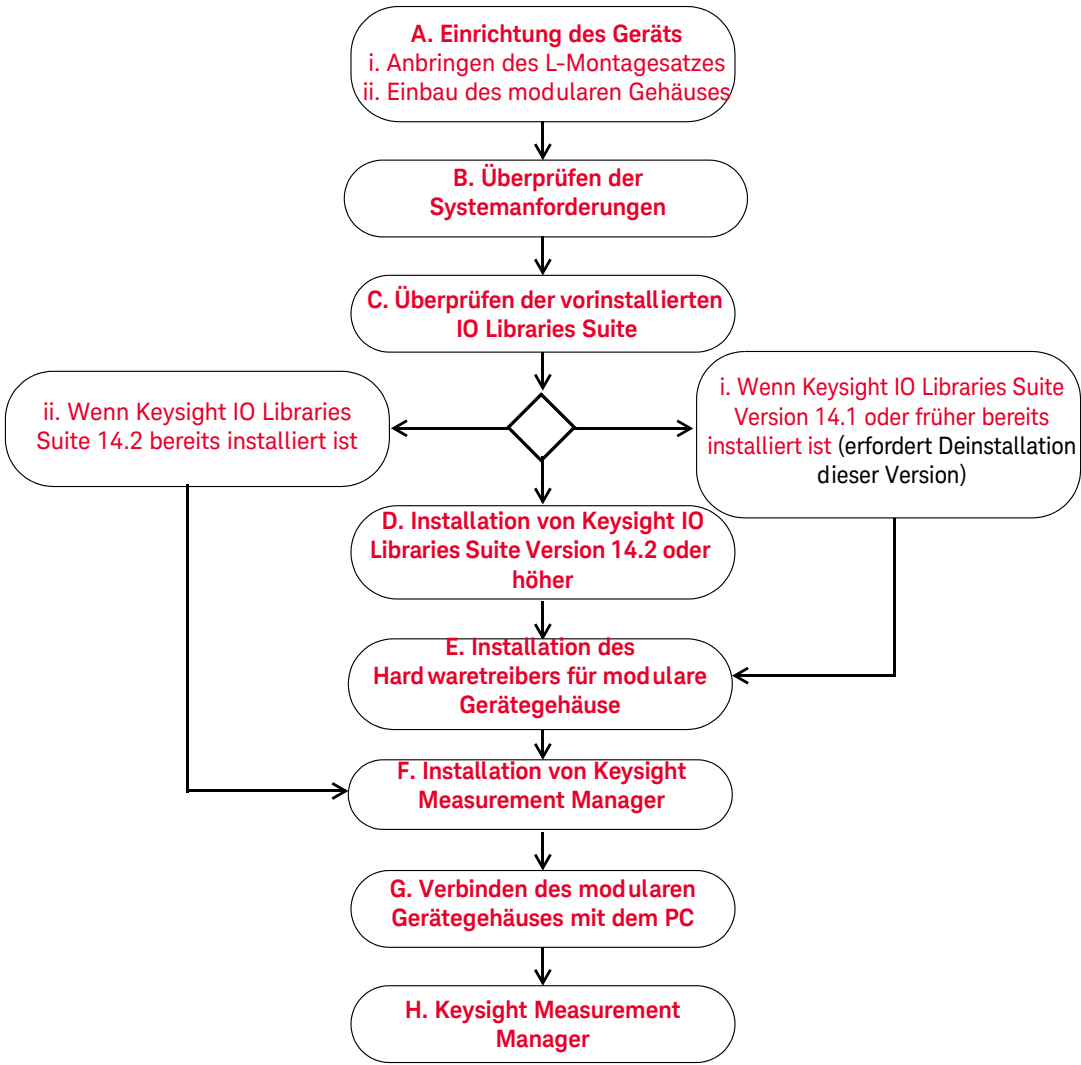 A. Einrichtung des Geräts
i. Anbringen des L-Montagesatzes
ii. Einbau des modularen Gehäuses
B. Überprüfen der
Systemanforderungen
C. Überprüfen der vorinstallierten
IO Libraries Suite
ii. Wenn Keysight IO Libraries
Suite 14.2 bereits installiert ist
i. Wenn Keysight IO Libraries Suite
Version 14.1 oder früher bereits
installiert ist (erfordert Deinstallation
dieser Version)
D. Installation von Keysight IO
Libraries Suite Version 14.2 oder
höher
E. Installation des
Hardwaretreibers für modulare
Gerätegehäuse
F. Installation von Keysight
Measurement Manager
G. Verbinden des modularen
Gerätegehäuses mit dem PC
H. Keysight Measurement
Manager